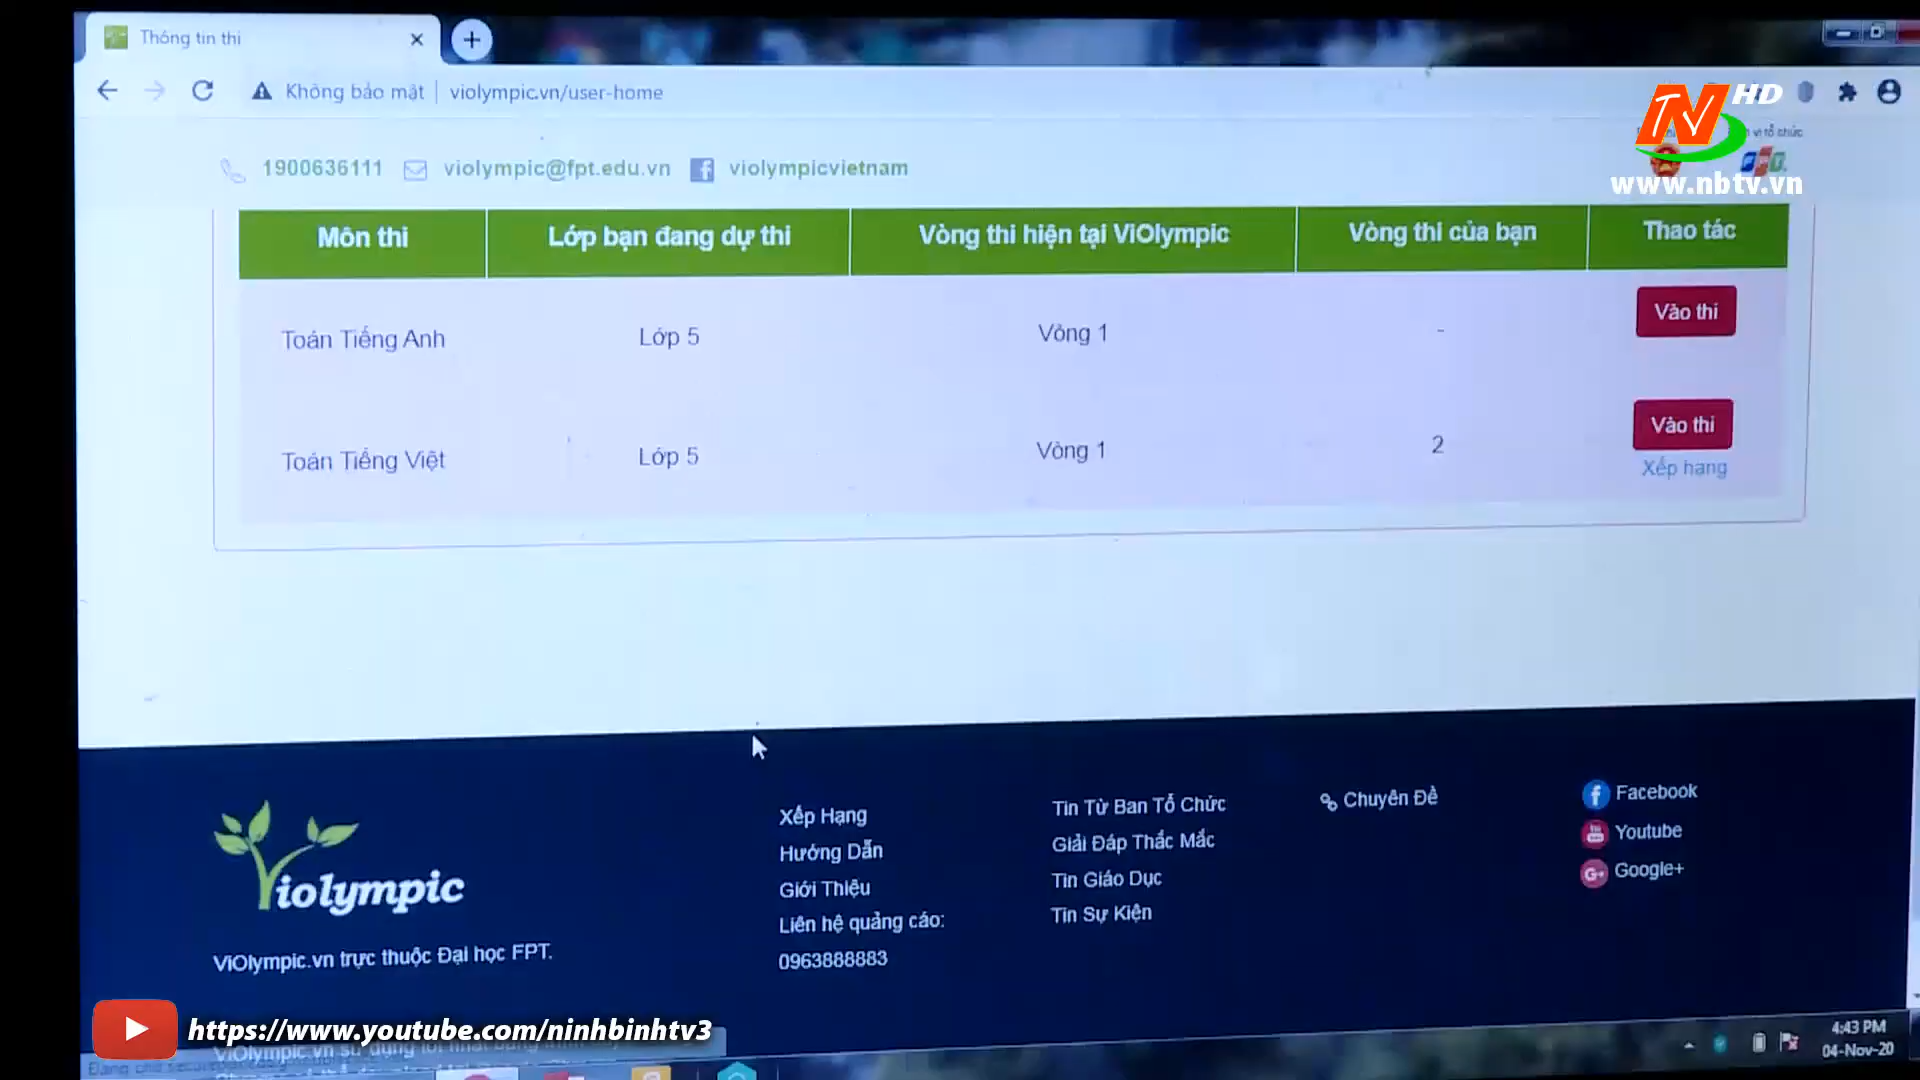 Thông tin thi
Không bảo mật violympic.vn/user-home
NTV HD
vị tổ chức
1900636111 violympic@fpt.edu.vn violympicvietnam
FPT.
www.nbtv.vn
Môn thi Lớp bạn đang dự thi Vòng thi hiện tại ViOlympic Vòng thi của bạn Thao tác
Toán Tiếng Anh Lớp 5 Vòng 1 - Vào thi
Toán Tiếng Việt Lớp 5 Vòng 1 2 Vào thi
Xếp hạng
Violympic
ViOlympic.vn trực thuộc Đại học FPT.
Xếp Hạng
Hướng Dẫn
Giới Thiệu
Liên hệ quảng cáo:
0963888883
Tin Từ Ban Tổ Chức
Giải Đáp Thắc Mắc
Tin Giáo Dục
Tin Sự Kiện
Chuyên Đề
Facebook
Youtube
Google+
https://www.youtube.com/ninhbinhtv3
4:43 PM
04-Nov-20